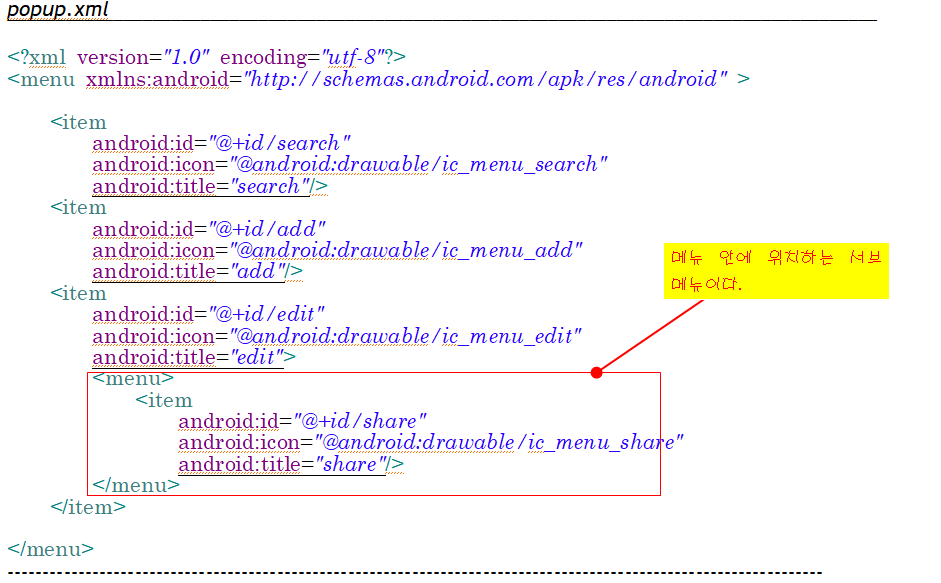 popup.xml
<?xml version="1.0" encoding="utf-8"?>
<menu xmlns:android="http://schemas.android.com/apk/res/android" >
<item
android:id="@+id/search"
android:icon="@android:drawable/ic_menu_search"
android:title="search"/>
<item
android:id="@+id/add"
android:icon="@android:drawable/ic_menu_add"
android:title="add"/>
<item
android:id="@+id/edit"
android:icon="@android:drawable/ic_menu_edit"
android:title="edit">
<menu>
<item
android:id="@+id/share"
android:icon="@android:drawable/ic_menu_share"
android:title="share"/>
</menu>
</item>
</menu>
메뉴 안에 위치하는 서브
메뉴이다.